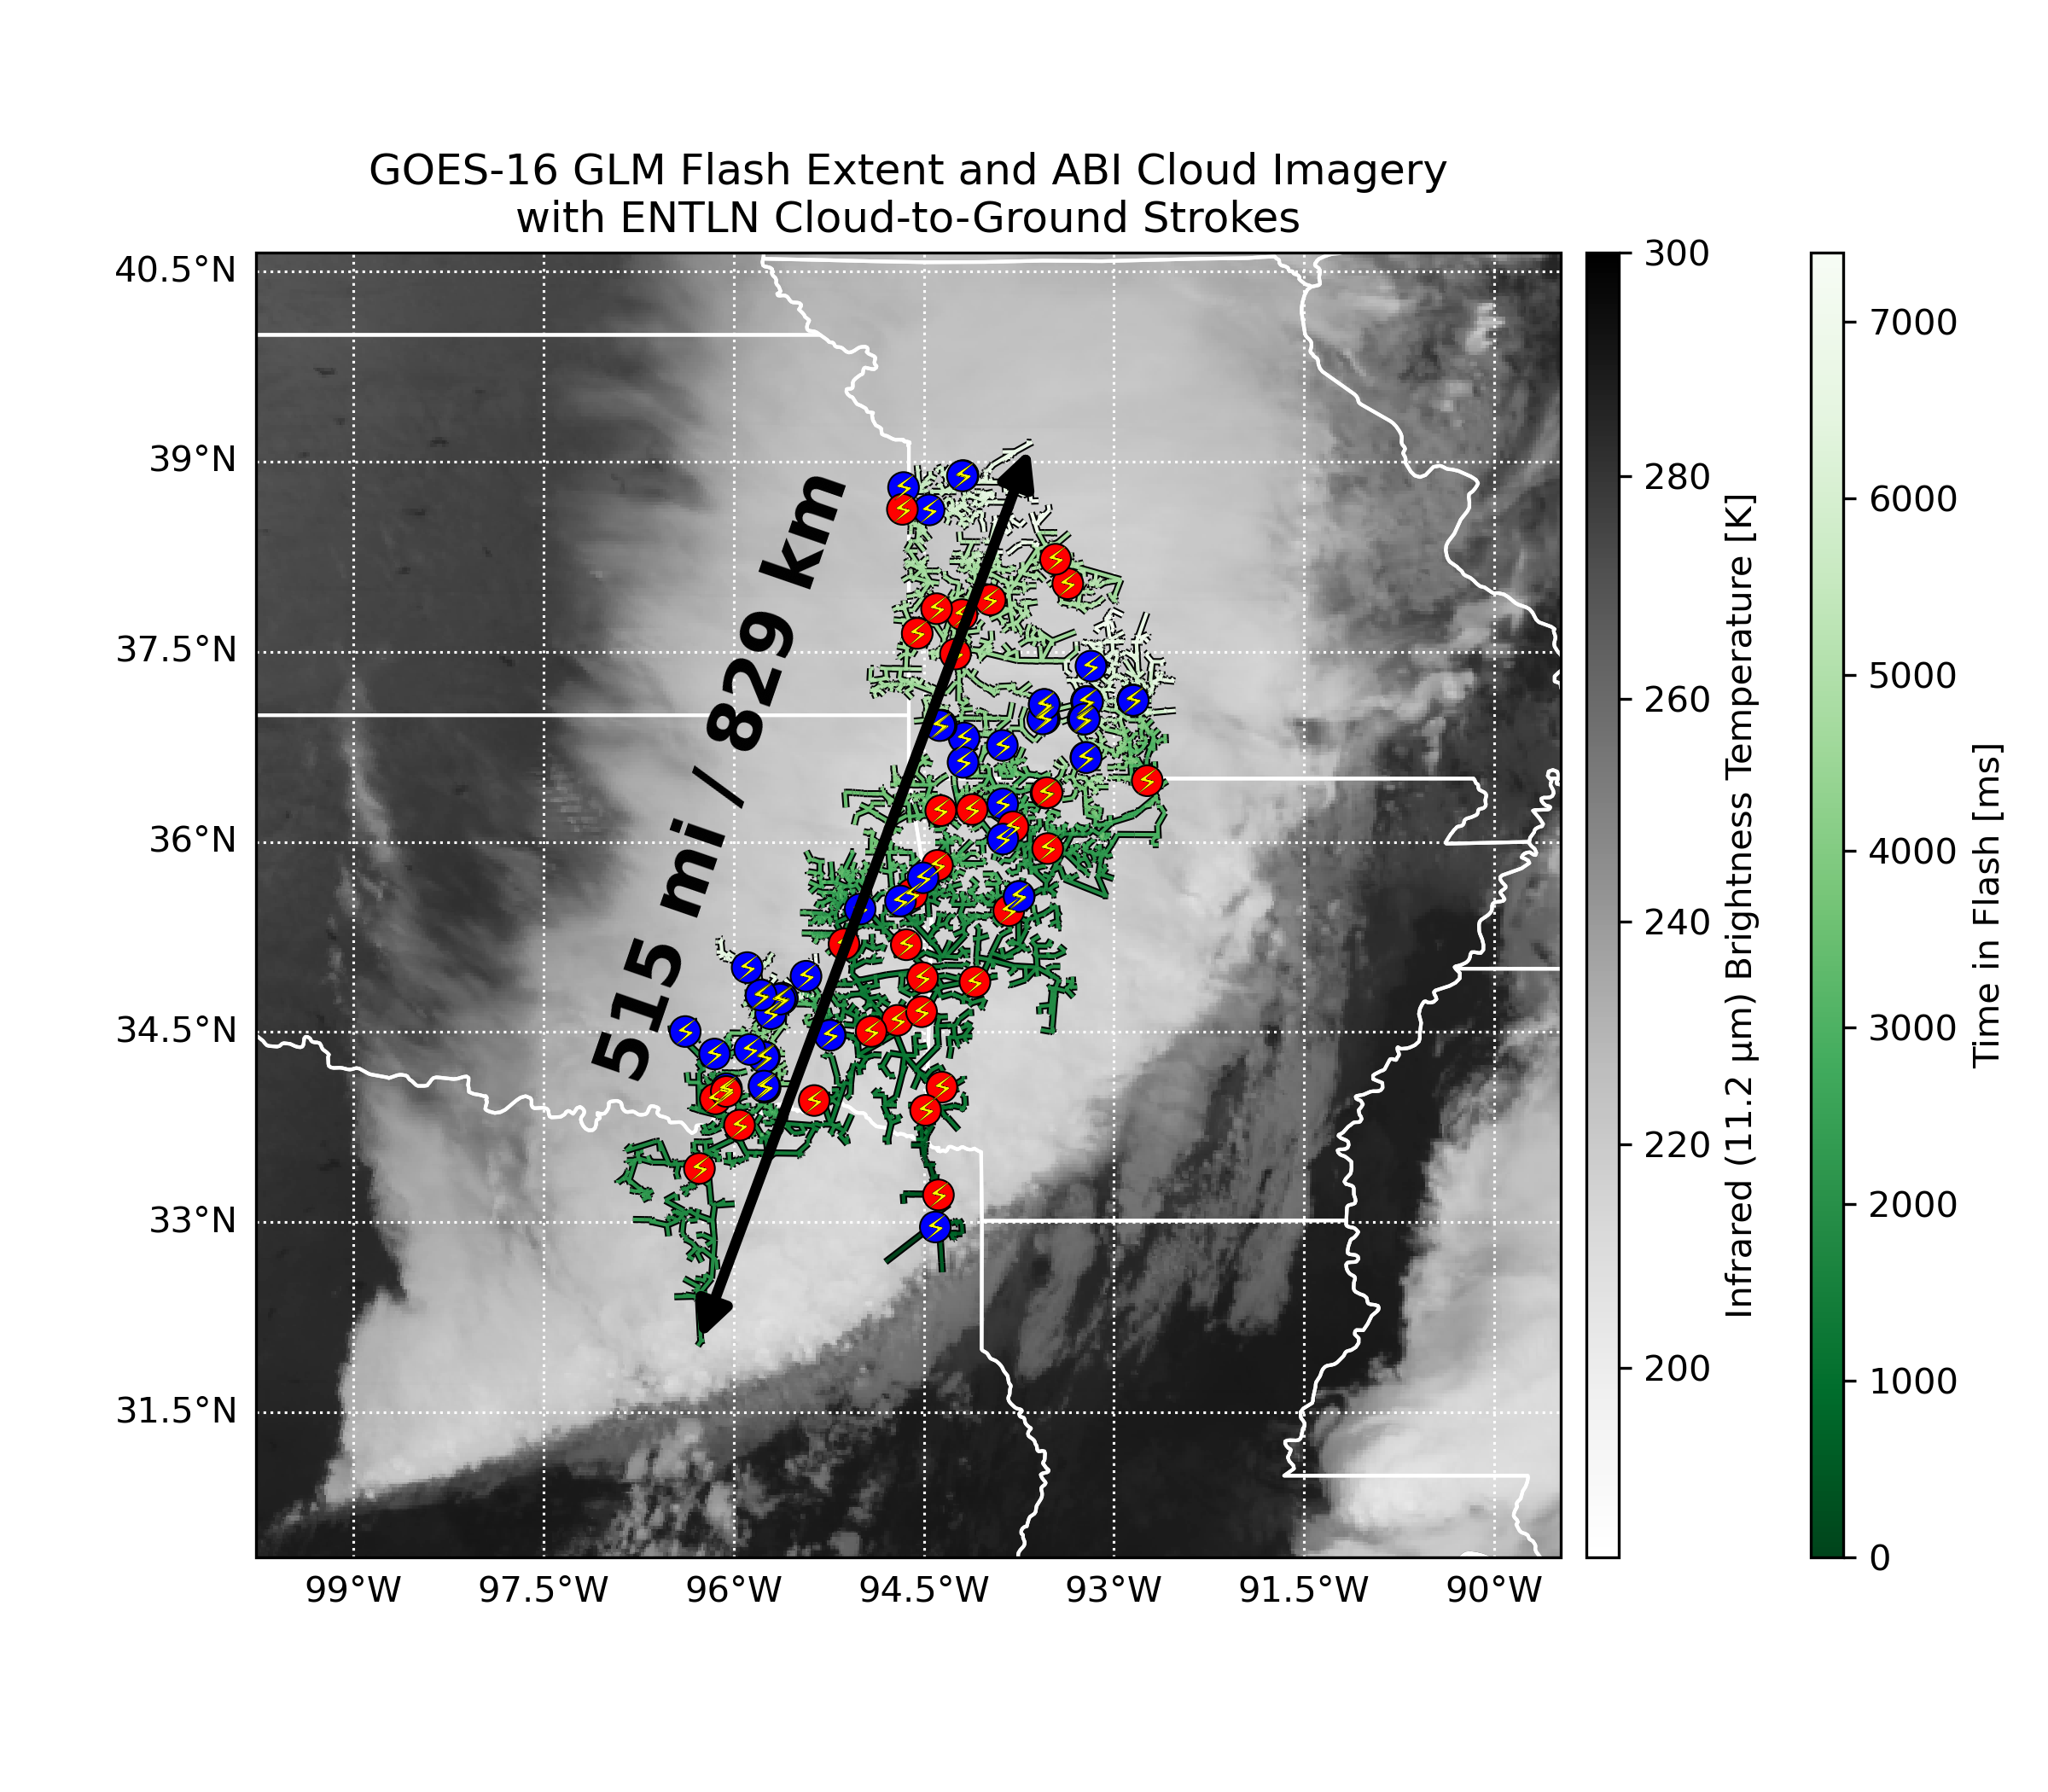 GOES-16 GLM Flash Extent and ABI Cloud Imagery
with ENTLN Cloud-to-Ground Strokes
40.5°N
39°N
37.5°N
36°N
34.5°N
33°N
31.5°N
99°W
97.5°W
96°W
94.5°W
93°W
91.5°W
90°W
515 mi / 829 km
300
280
260
240
220
200
Infrared (11.2 μm) Brightness Temperature [K]
7000
6000
5000
4000
3000
2000
1000
0
Time in Flash [ms]